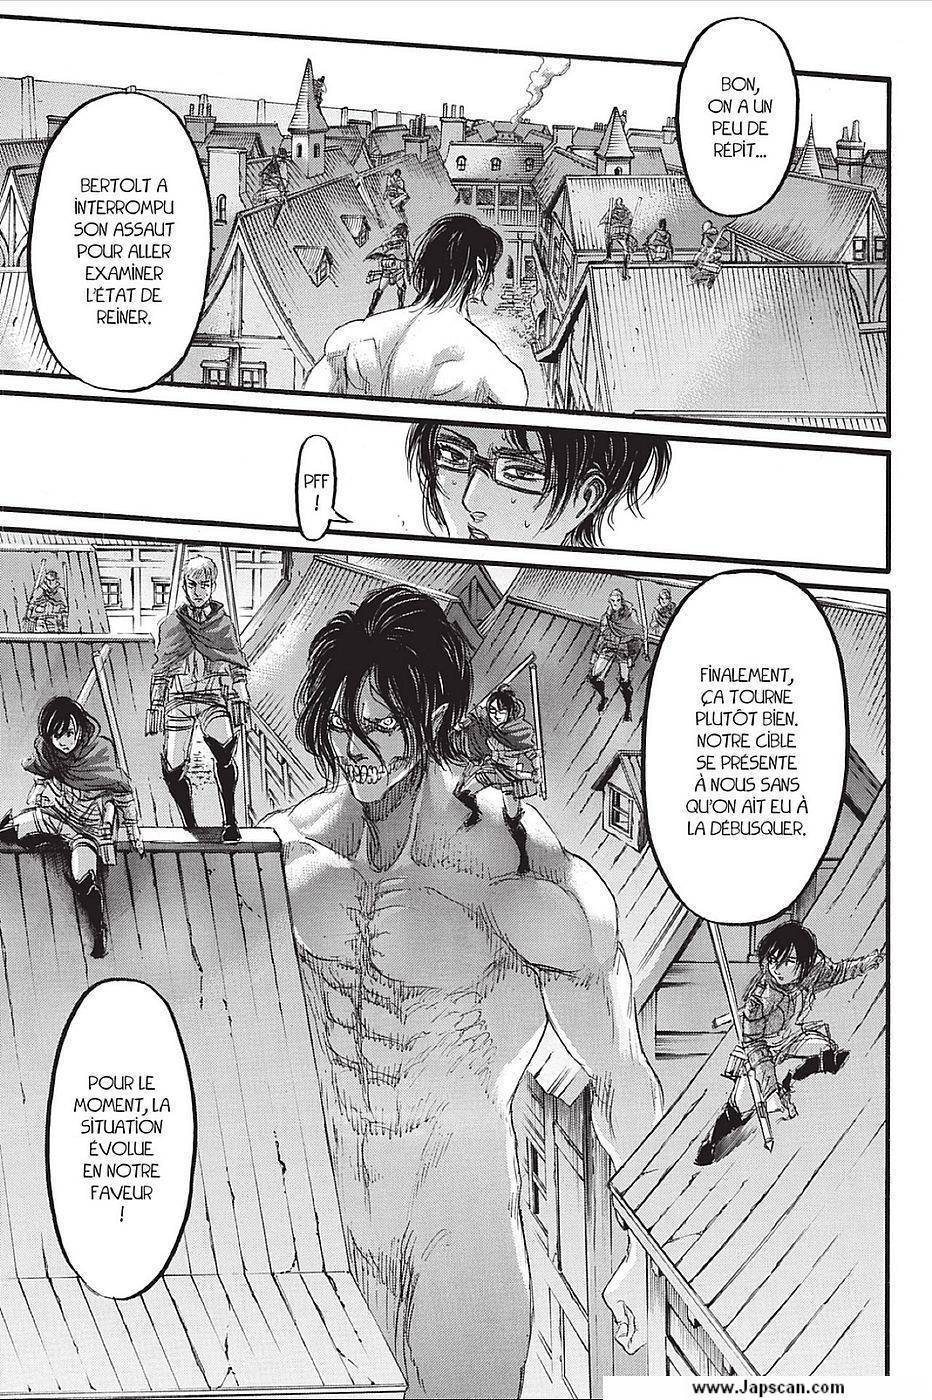 BON,
ON A UN
PEU DE
RÉPIT...
BERTOLT A
INTERROMPU
SON ASSAUT
POUR ALLER
EXAMINER
L'ÉTAT DE
REINER.
PFF
!
FINALEMENT,
ÇA TOURNE
PLUTÔT BIEN.
NOTRE CIBLE
SE PRÉSENTE
À NOUS SANS
QU'ON AIT EU À
LA DÉBUSQUER.
POUR LE
MOMENT, LA
SITUATION
ÉVOLUE
EN NOTRE
FAVEUR
!
www.Japscan.com